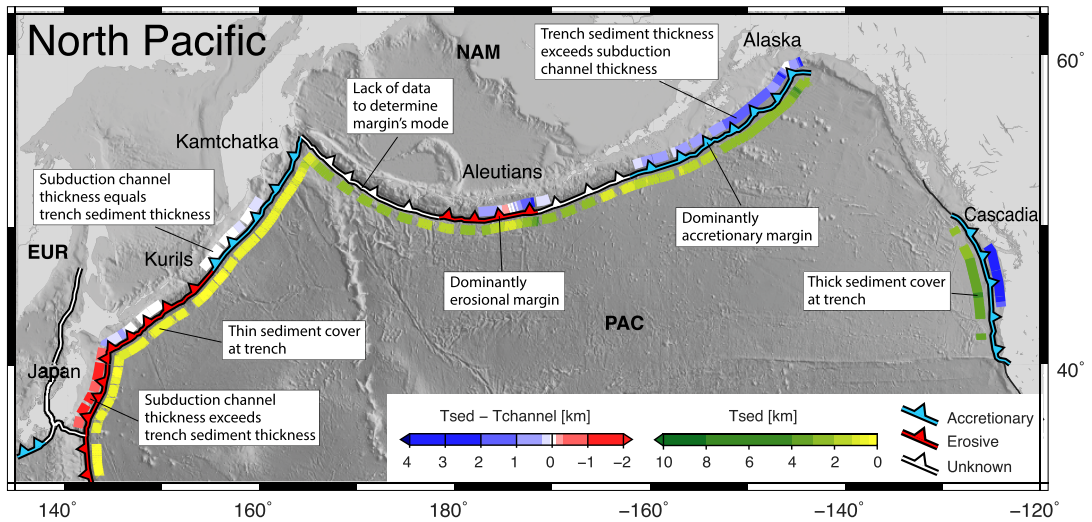 North Pacific
NAM
Trench sediment thickness
exceeds subduction
channel thickness
Alaska
60°
Lack of data
to determine
margin's mode
Kamtchatka
Aleutians
Subduction channel
thickness equals
trench sediment thickness
Dominantly
accretionary margin
Cascadia
EUR
Kurils
Dominantly
erosional margin
Thick sediment cover
at trench
PAC
Thin sediment cover
at trench
Japan
40°
Subduction channel
thickness exceeds
trench sediment thickness
Tsed − Tchannel [km]
4 3 2 1 0 −1 −2
Tsed [km]
10 8 6 4 2 0
Accretionary
Erosive
Unknown
140° 160° 180° −160° −140° −120°